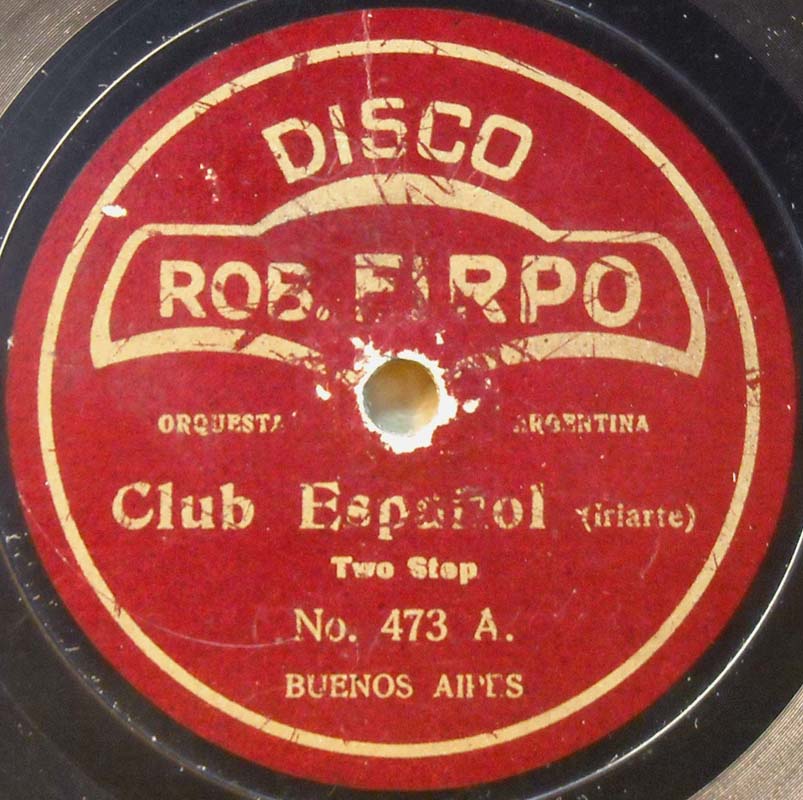 DISCO
ROB. FIRPO
ORQUESTA ARGENTINA
Club Español (iriarte)
Two Step
No. 473 A.
BUENOS AIRES